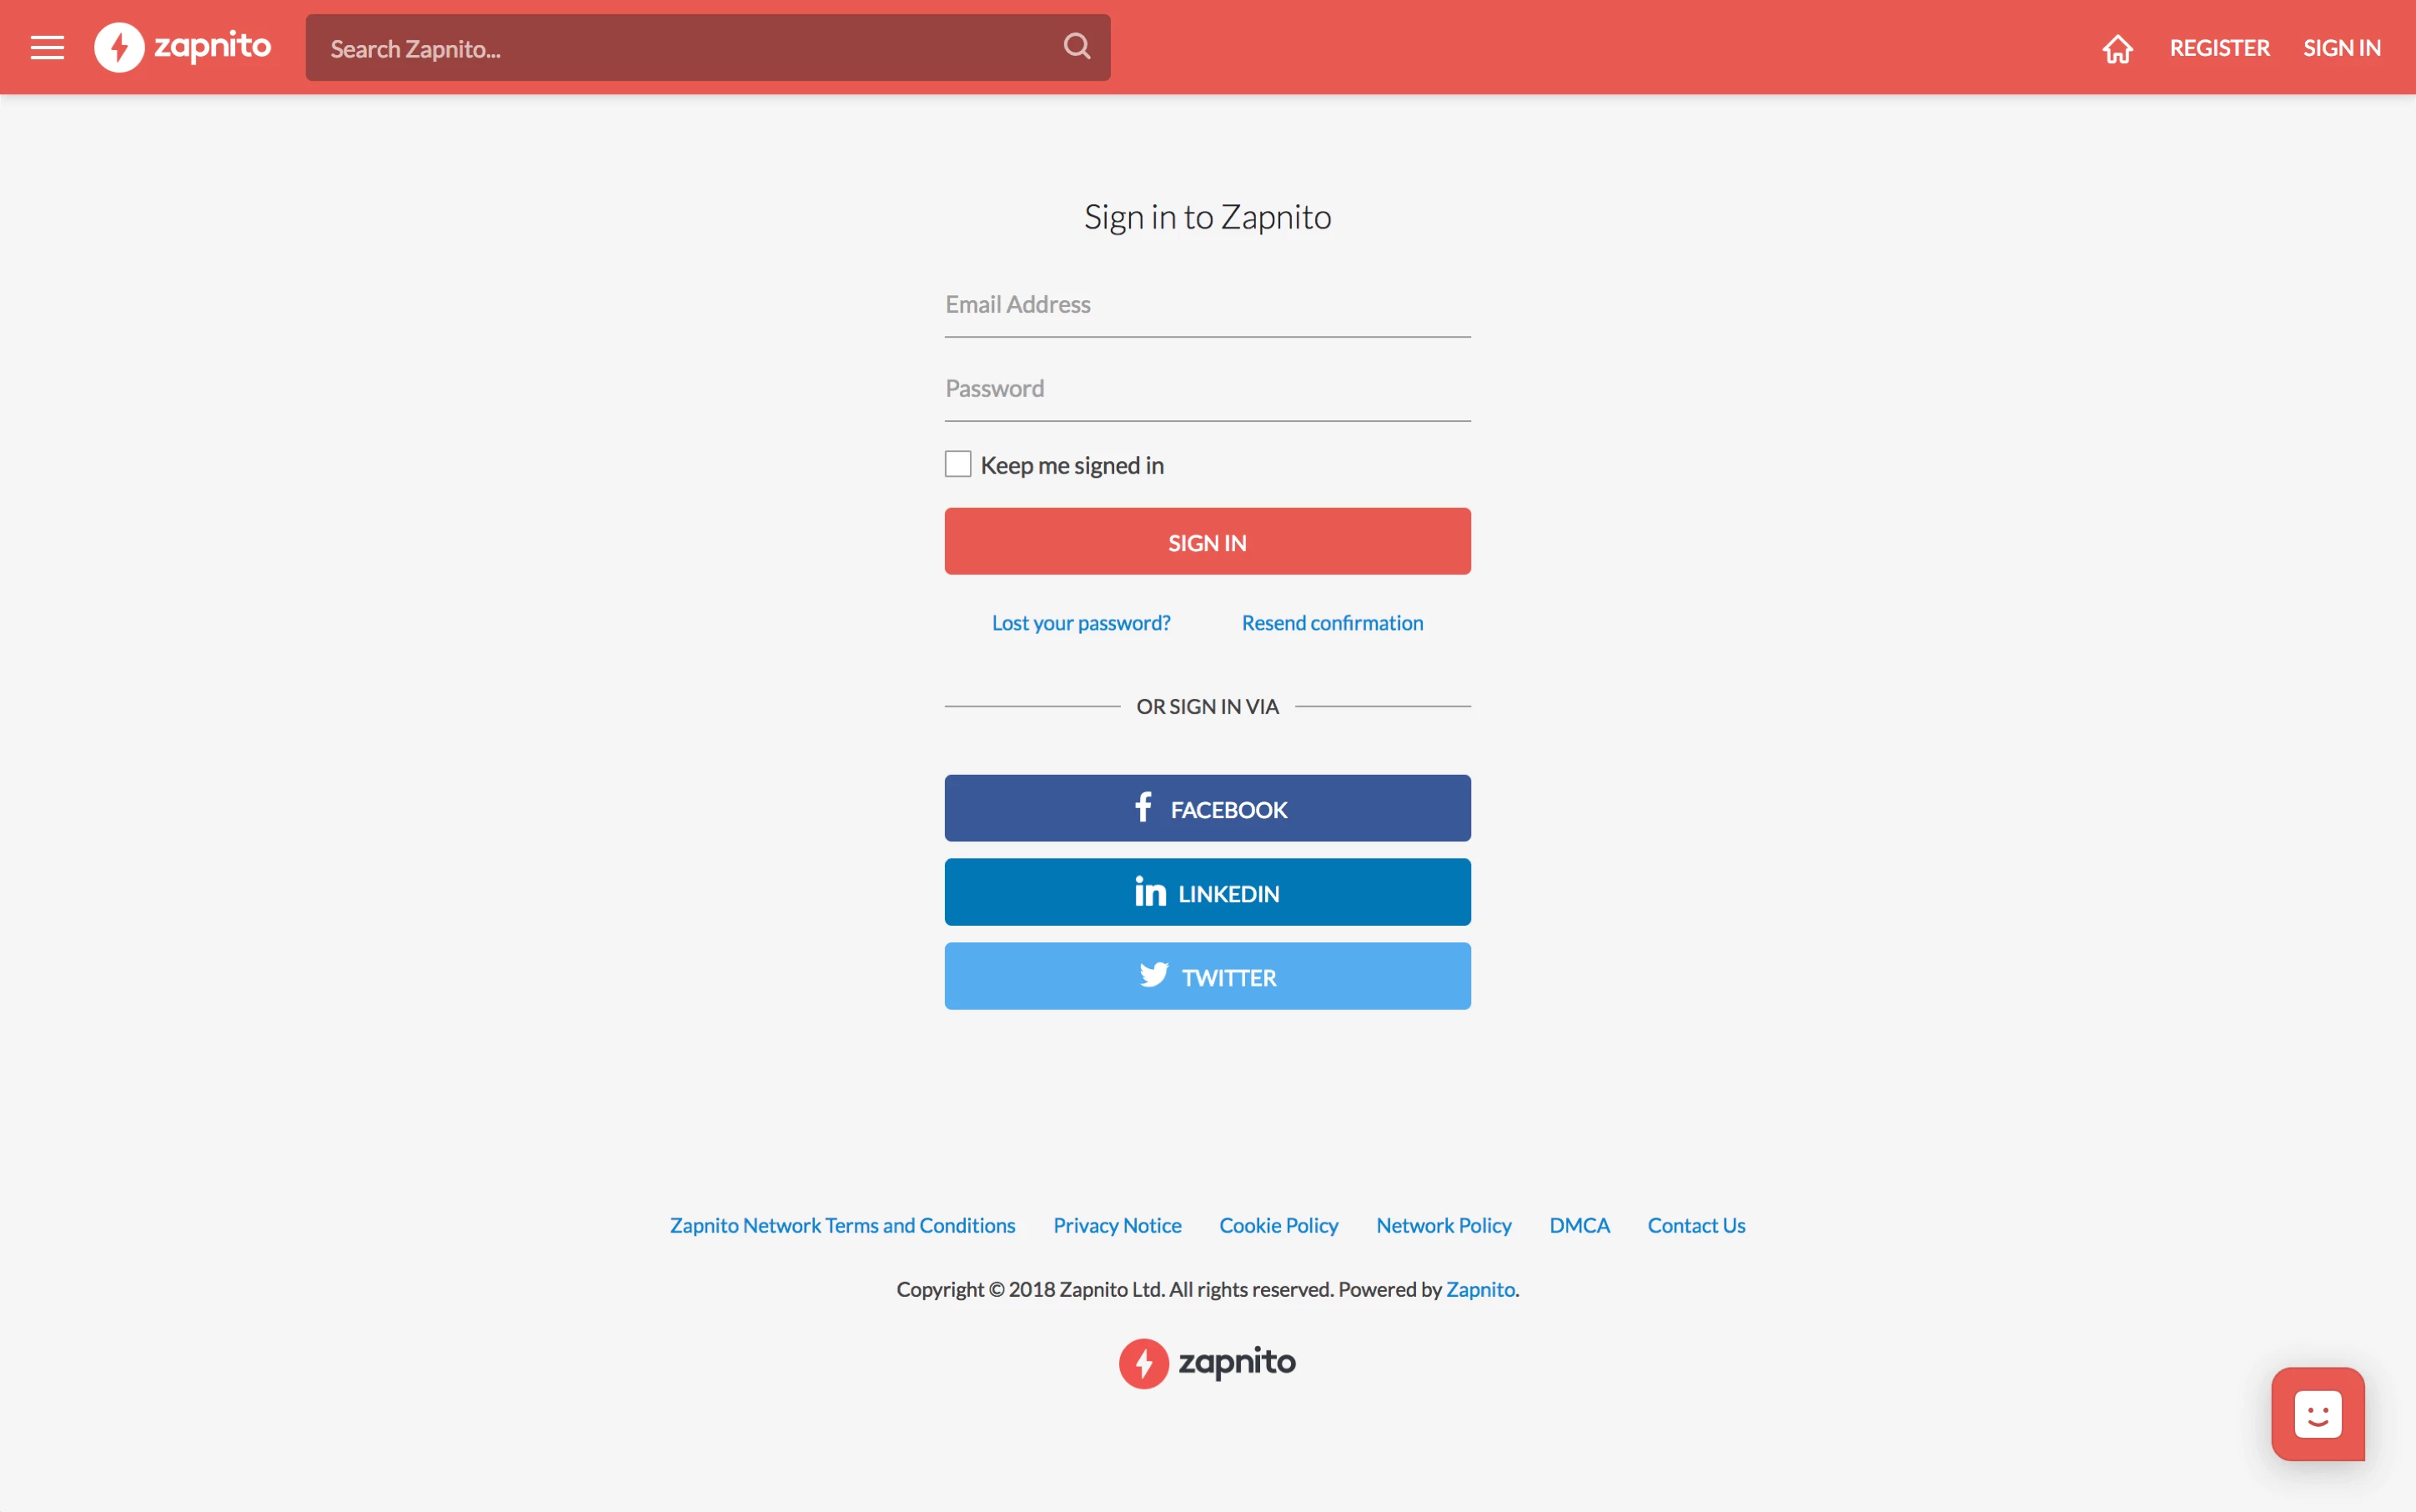 zapnito
Search Zapnito...
REGISTER
SIGN IN
Sign in to Zapnito
Email Address
Password
Keep me signed in
SIGN IN
Lost your password?
Resend confirmation
OR SIGN IN VIA
FACEBOOK
in LINKEDIN
TWITTER
Zapnito Network Terms and Conditions
Privacy Notice
Cookie Policy
Network Policy
DMCA
Contact Us
Copyright © 2018 Zapnito Ltd. All rights reserved. Powered by Zapnito.
zapnito